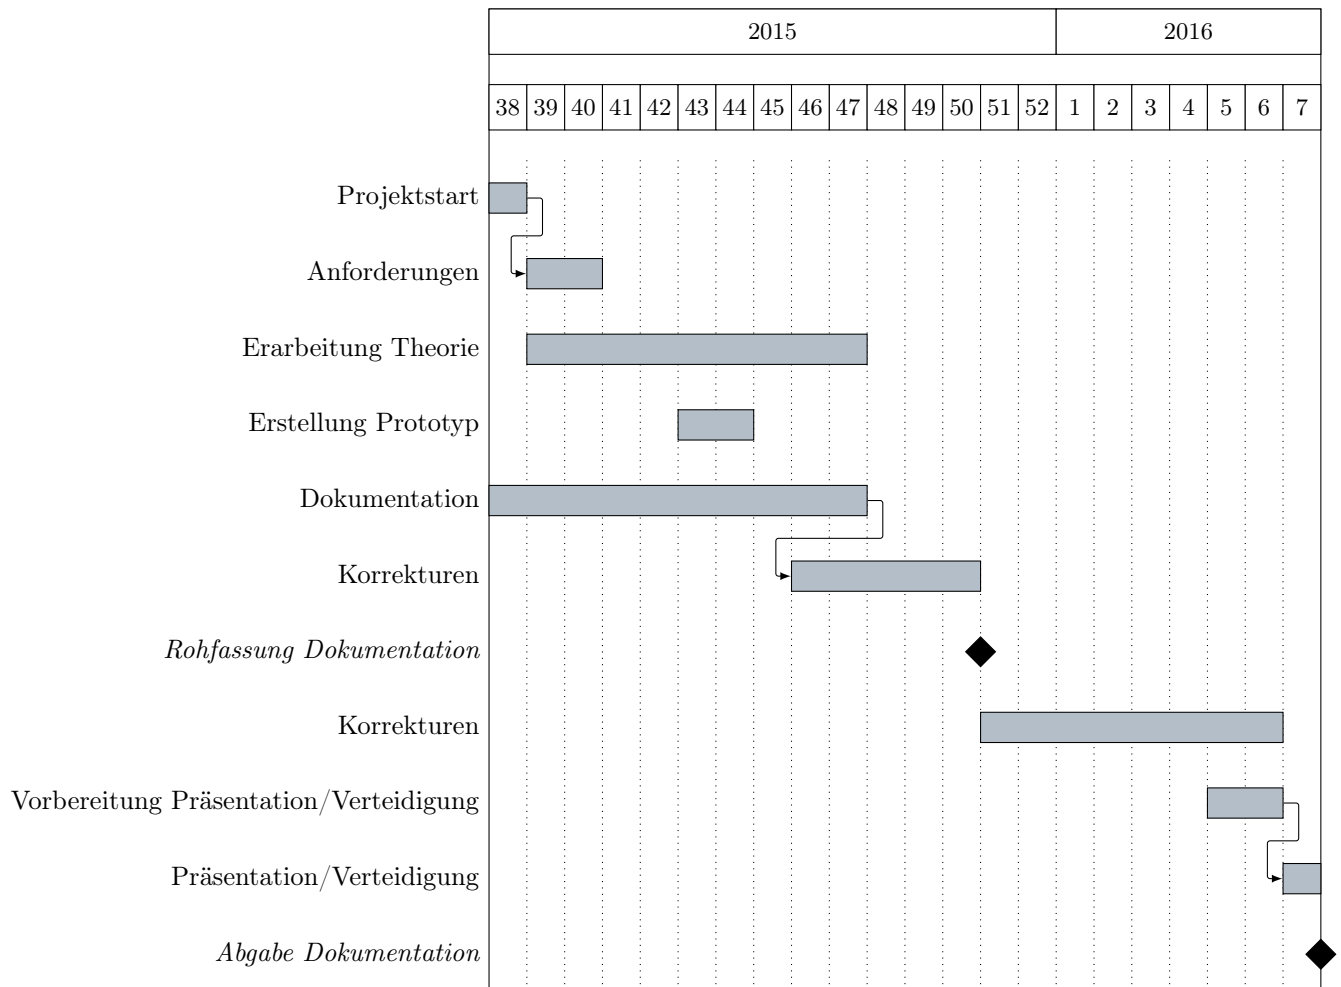 2015 2016
38 39 40 41 42 43 44 45 46 47 48 49 50 51 52 1 2 3 4 5 6 7
Projektstart
Anforderungen
Erarbeitung Theorie
Erstellung Prototyp
Dokumentation
Korrekturen
Rohfassung Dokumentation
Korrekturen
Vorbereitung Präsentation/Verteidigung
Präsentation/Verteidigung
Abgabe Dokumentation